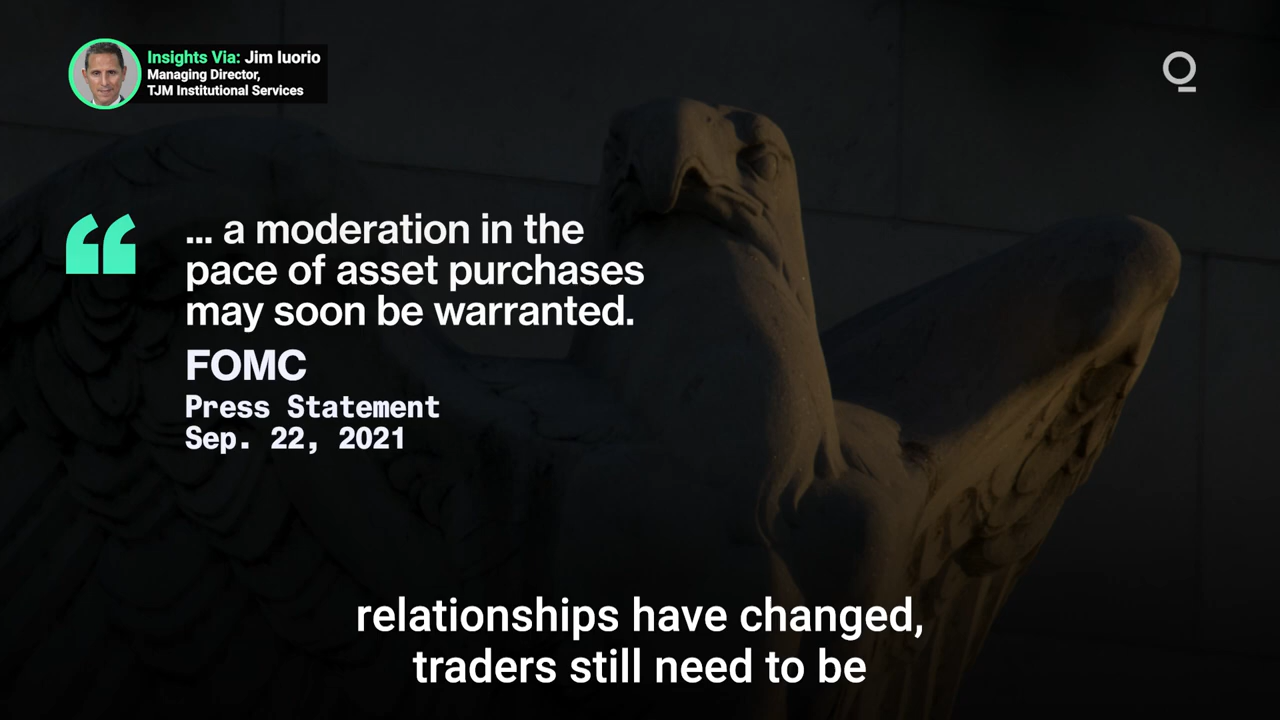 Insights Via: Jim Iuorio
Managing Director,
TJM Institutional Services
“
... a moderation in the
pace of asset purchases
may soon be warranted.
FOMC
Press Statement
Sep. 22, 2021
relationships have changed,
traders still need to be